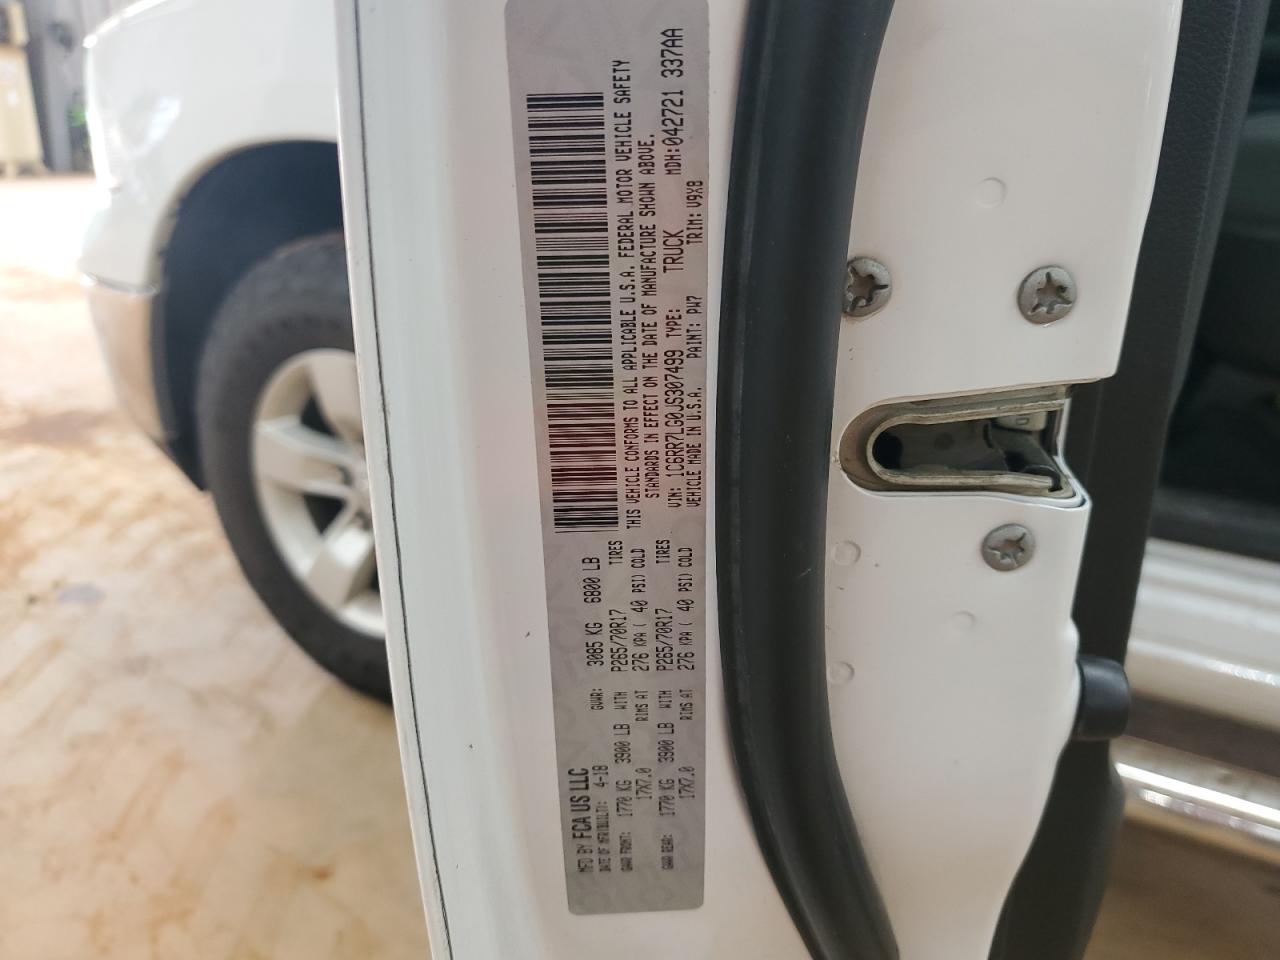 MFD BY FCA US LLC
DATE OF MFR(BUILT): 4-18 GVWR: 3085 KG 6800 LB
GAWR FRONT: 1770 KG 3900 LB WITH P265/70R17 TIRES
17X7.0 RIMS AT 276 KPA ( 40 PSI) COLD
GAWR REAR: 1770 KG 3900 LB WITH P265/70R17 TIRES
17X7.0 RIMS AT 276 KPA ( 40 PSI) COLD
THIS VEHICLE CONFORMS TO ALL APPLICABLE U.S.A. FEDERAL MOTOR VEHICLE SAFETY
STANDARDS IN EFFECT ON THE DATE OF MANUFACTURE SHOWN ABOVE.
VIN: 1C6RR7LG0JS307499 TYPE: TRUCK MDH:042721 337AA
VEHICLE MADE IN U.S.A. PAINT: PW7 TRIM: V9X8